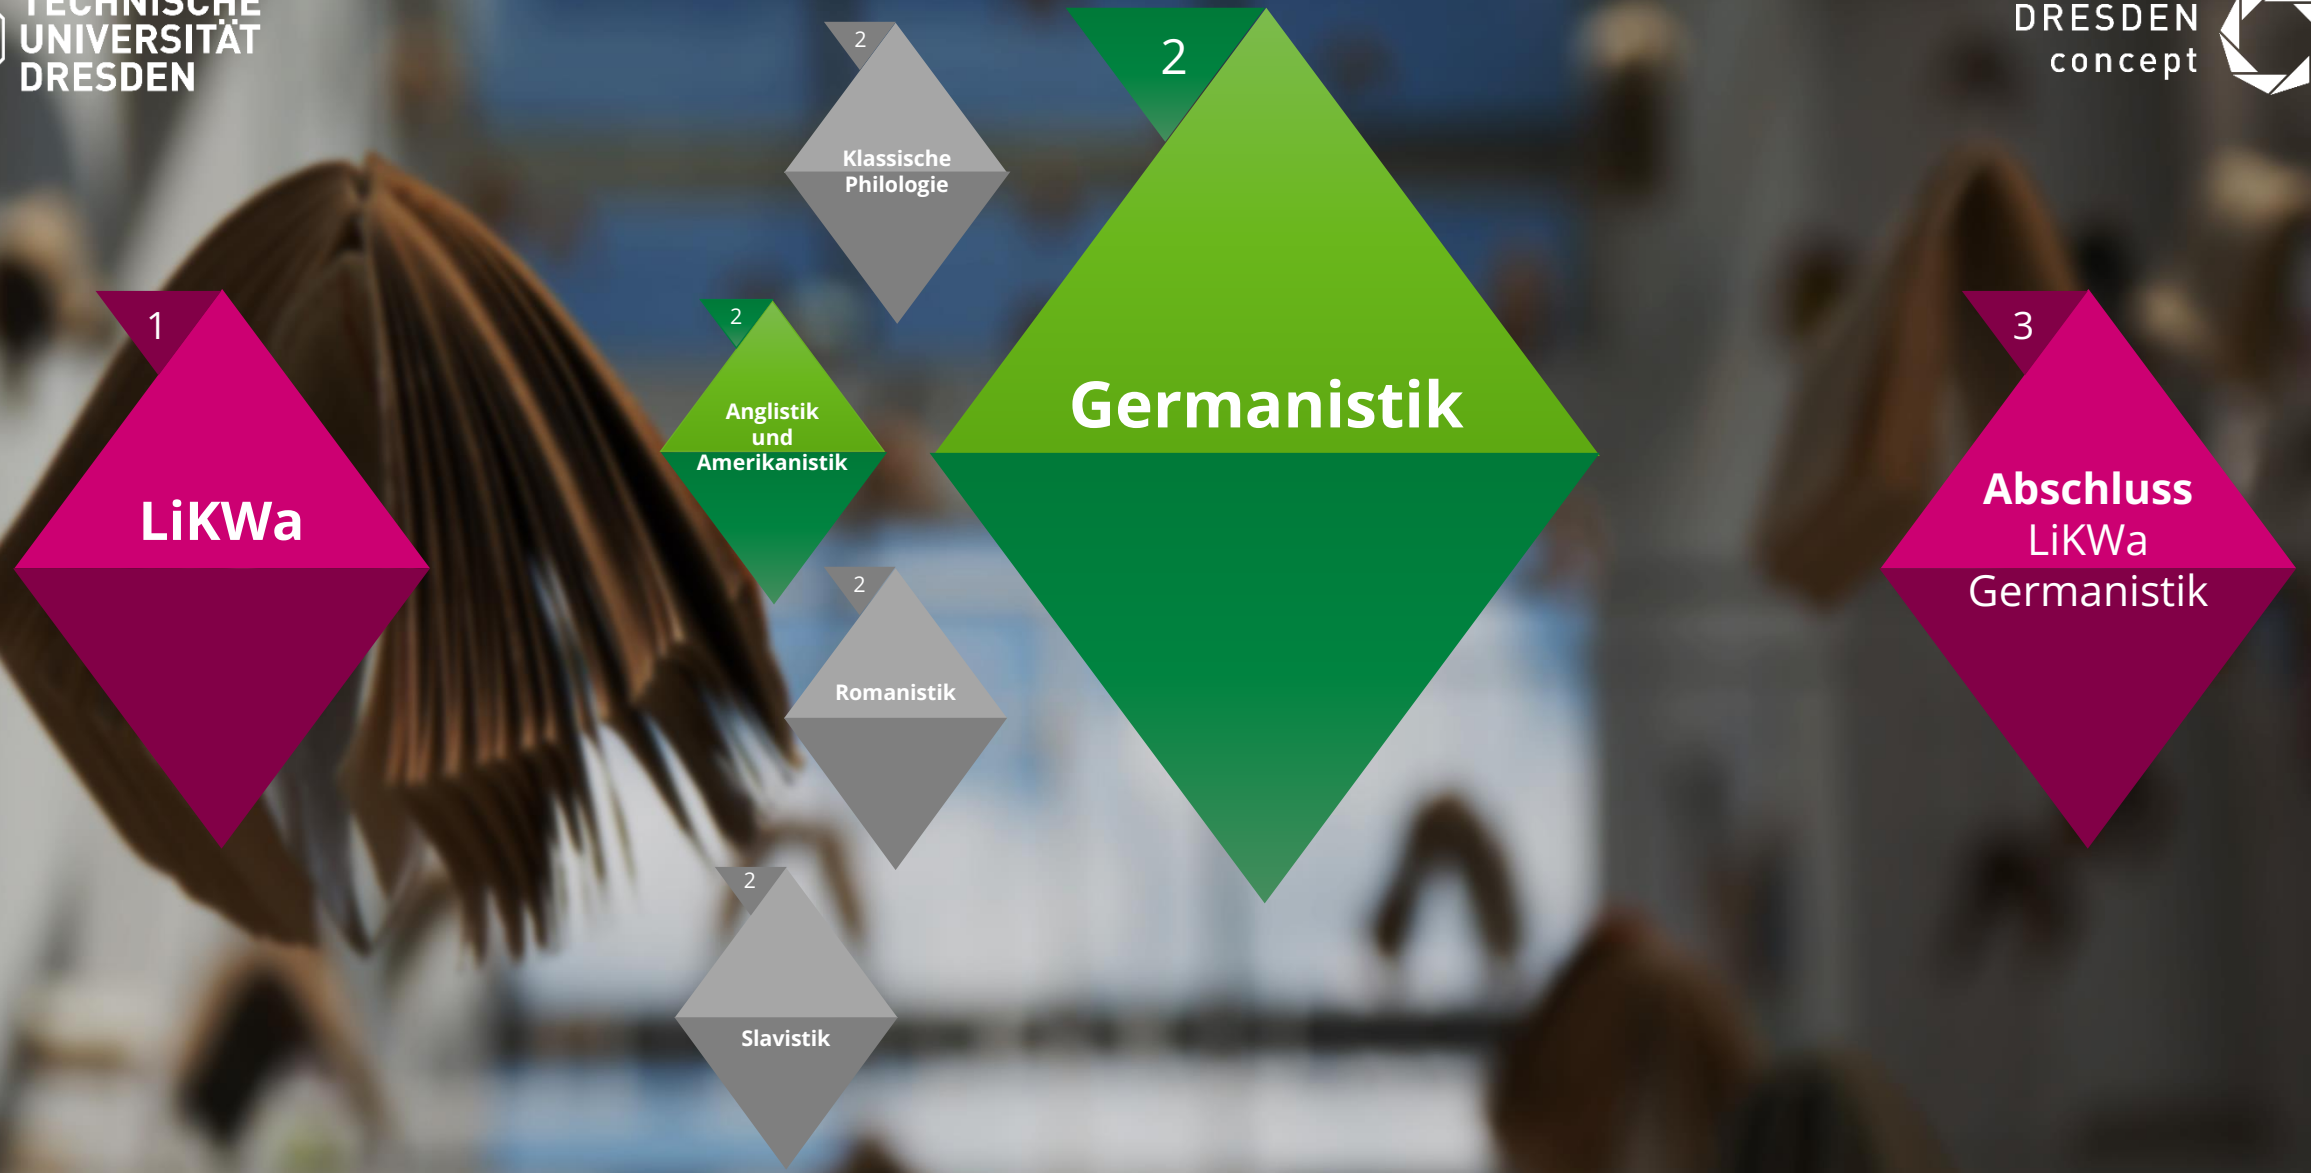 TECHNISCHE
UNIVERSITÄT
DRESDEN
DRESDEN
concept
1
LiKWa
2
Klassische
Philologie
2
Anglistik
und
Amerikanistik
2
Romanistik
2
Slavistik
2
Germanistik
3
Abschluss
LiKWa
Germanistik